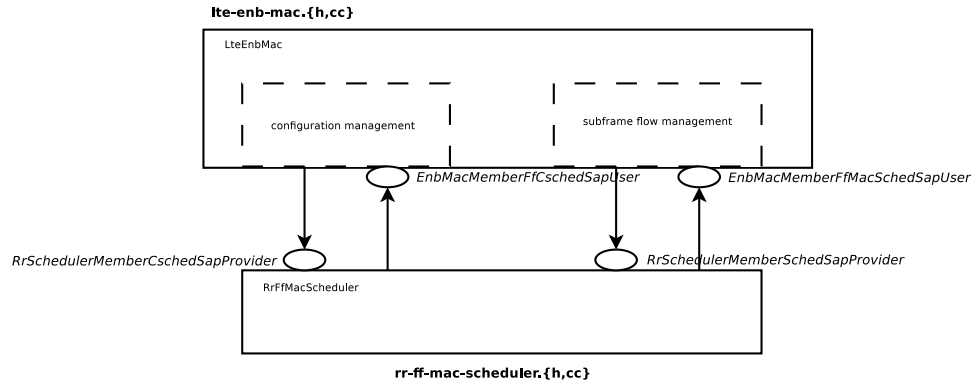 lte-enb-mac.{h,cc}
LteEnbMac
configuration management
subframe flow management
EnbMacMemberFfCschedSapUser
EnbMacMemberFfMacSchedSapUser
RrSchedulerMemberCschedSapProvider
RrSchedulerMemberSchedSapProvider
RrFfMacScheduler
rr-ff-mac-scheduler.{h,cc}